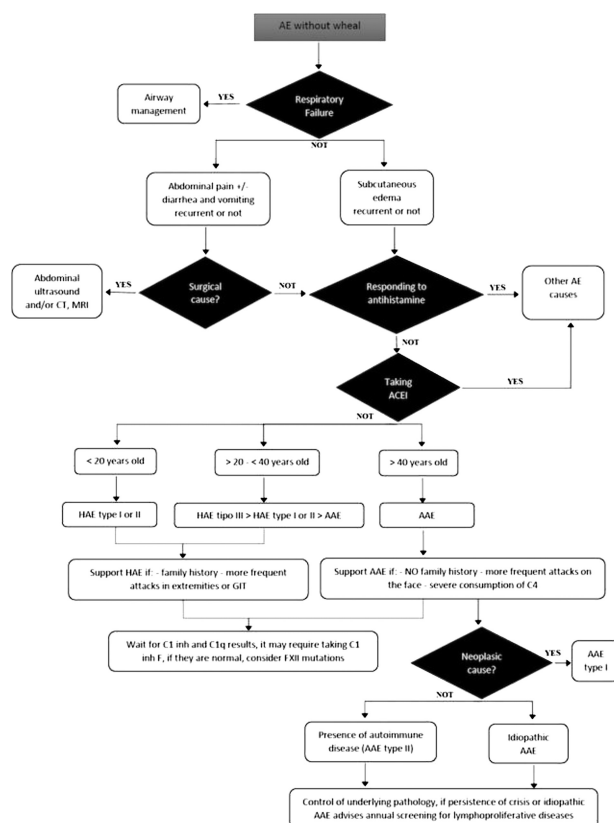 AE without wheal
Respiratory
Failure
YES
Airway
management
NOT
Abdominal pain +/-
diarrhea and vomiting
recurrent or not
Subcutaneous
edema
recurrent or not
Abdominal
ultrasound
and/or CT, MRI
YES
Surgical
cause?
NOT
Responding to
antihistamine
YES
Other AE
causes
NOT
Taking
ACEI
YES
NOT
< 20 years old
> 20 - < 40 years old
> 40 years old
HAE type I or II
HAE tipo III > HAE type I or II > AAE
AAE
Support HAE if: - family history - more frequent
attacks in extremities or GIT
Support AAE if: - NO family history - more frequent attacks on
the face - severe consumption of C4
Wait for C1 inh and C1q results, it may require taking C1
inh F, if they are normal, consider FXII mutations
Neoplasic
cause?
YES
AAE
type I
NOT
Presence of autoimmune
disease (AAE type II)
Idiopathic
AAE
Control of underlying pathology, if persistence of crisis or idiopathic
AAE advises annual screening for lymphoproliferative diseases